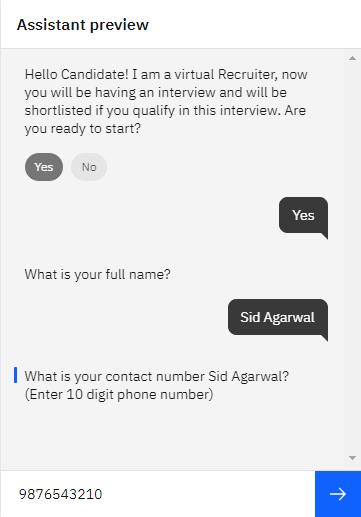 Assistant preview
Hello Candidate! I am a virtual Recruiter, now
you will be having an interview and will be
shortlisted if you qualify in this interview. Are
you ready to start?
Yes No
Yes
What is your full name?
Sid Agarwal
What is your contact number Sid Agarwal?
(Enter 10 digit phone number)
9876543210